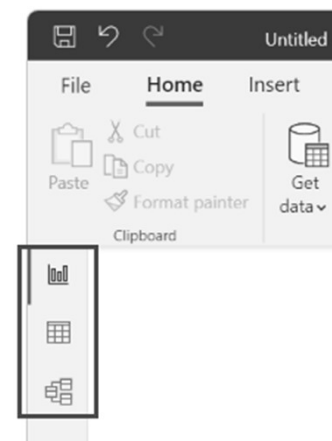 Untitled
File Home Insert
Cut
Copy
Paste
Format painter
Get
data
Clipboard